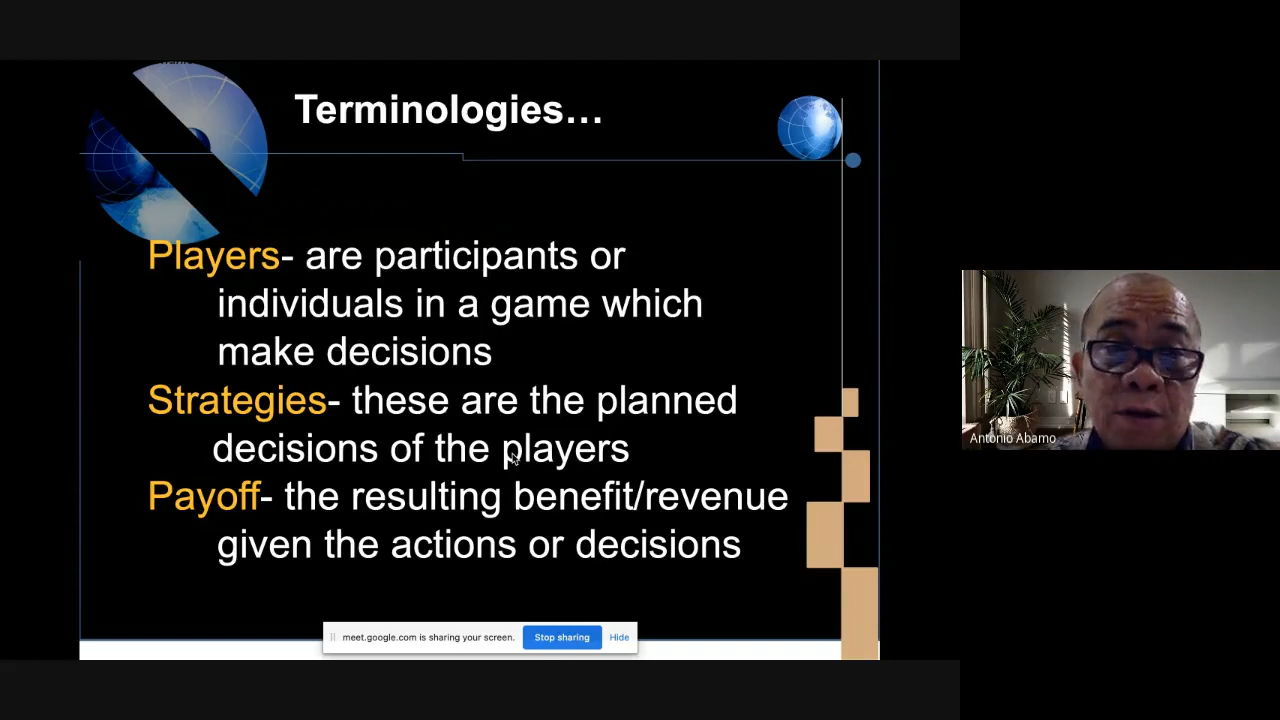 Terminologies…
Players- are participants or
individuals in a game which
make decisions
Strategies- these are the planned
decisions of the players
Payoff- the resulting benefit/revenue
given the actions or decisions
meet.google.com is sharing your screen. Stop sharing Hide
Antonio Abamo